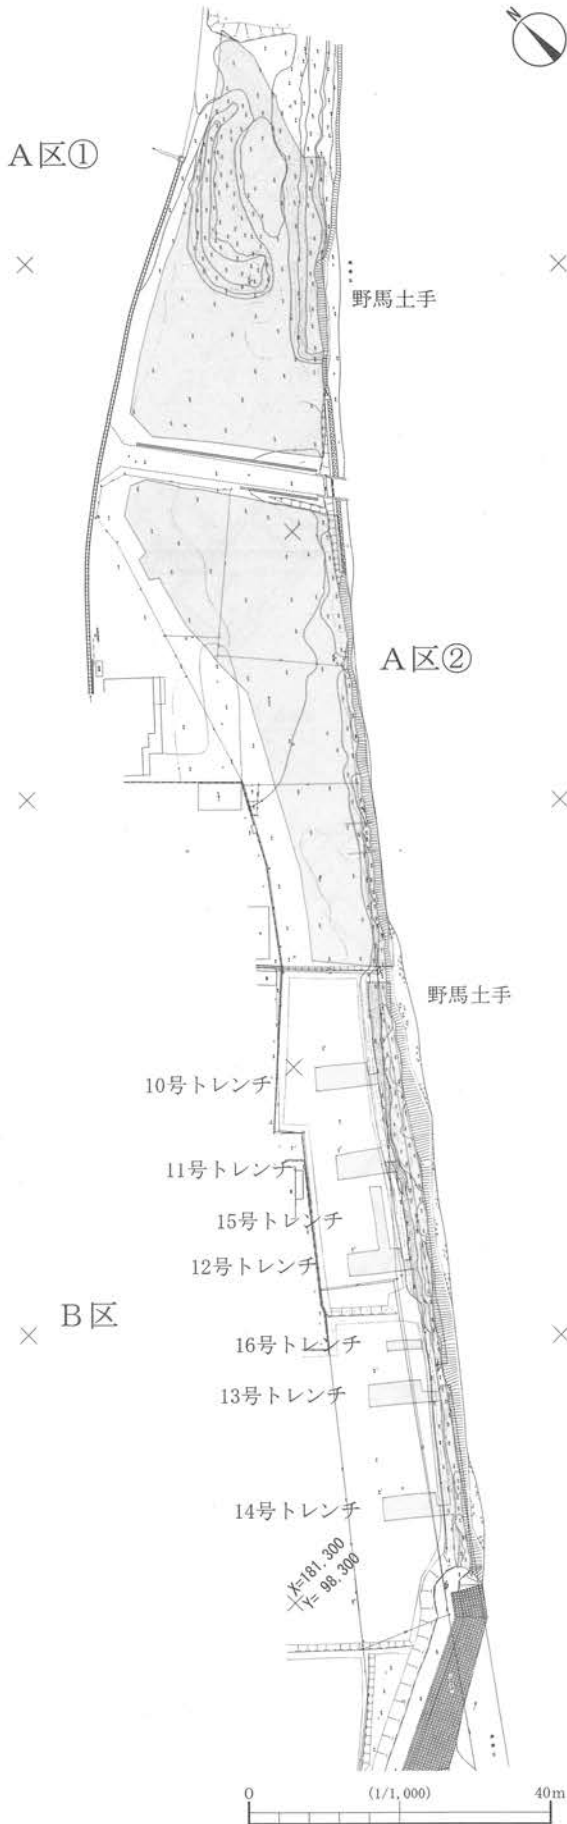 N
A区①
野馬土手
A区②
野馬土手
10号トレンチ
11号トレンチ
15号トレンチ
12号トレンチ
B区
16号トレンチ
13号トレンチ
14号トレンチ
X=181.300
Y= 98.300
0 (1/1,000) 40m